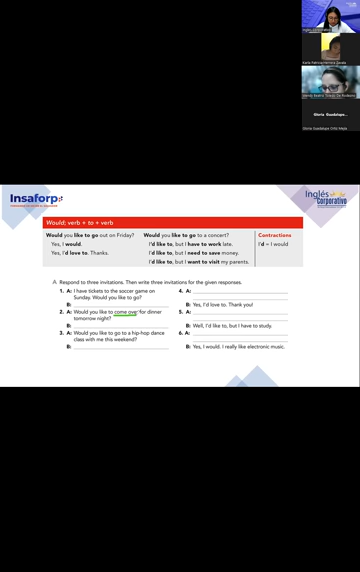 Gloria Guadalupe...
Insaforp
Inglés
Corporativo
Would; verb + to + verb
Would you like to go out on Friday?
Yes, I would.
Yes, I'd love to. Thanks.
Would you like to go to a concert?
I'd like to, but I have to work late.
I'd like to, but I need to save money.
I'd like to, but I want to visit my parents.
Contractions
I'd = I would
A Respond to three invitations. Then write three invitations for the given responses.
1. A: I have tickets to the soccer game on
Sunday. Would you like to go?
B:
2. A: Would you like to come over for dinner
tomorrow night?
B:
3. A: Would you like to go to a hip-hop dance
class with me this weekend?
B:
4. A:
B: Yes, I'd love to. Thank you!
5. A:
B: Well, I'd like to, but I have to study.
6. A:
B: Yes, I would. I really like electronic music.